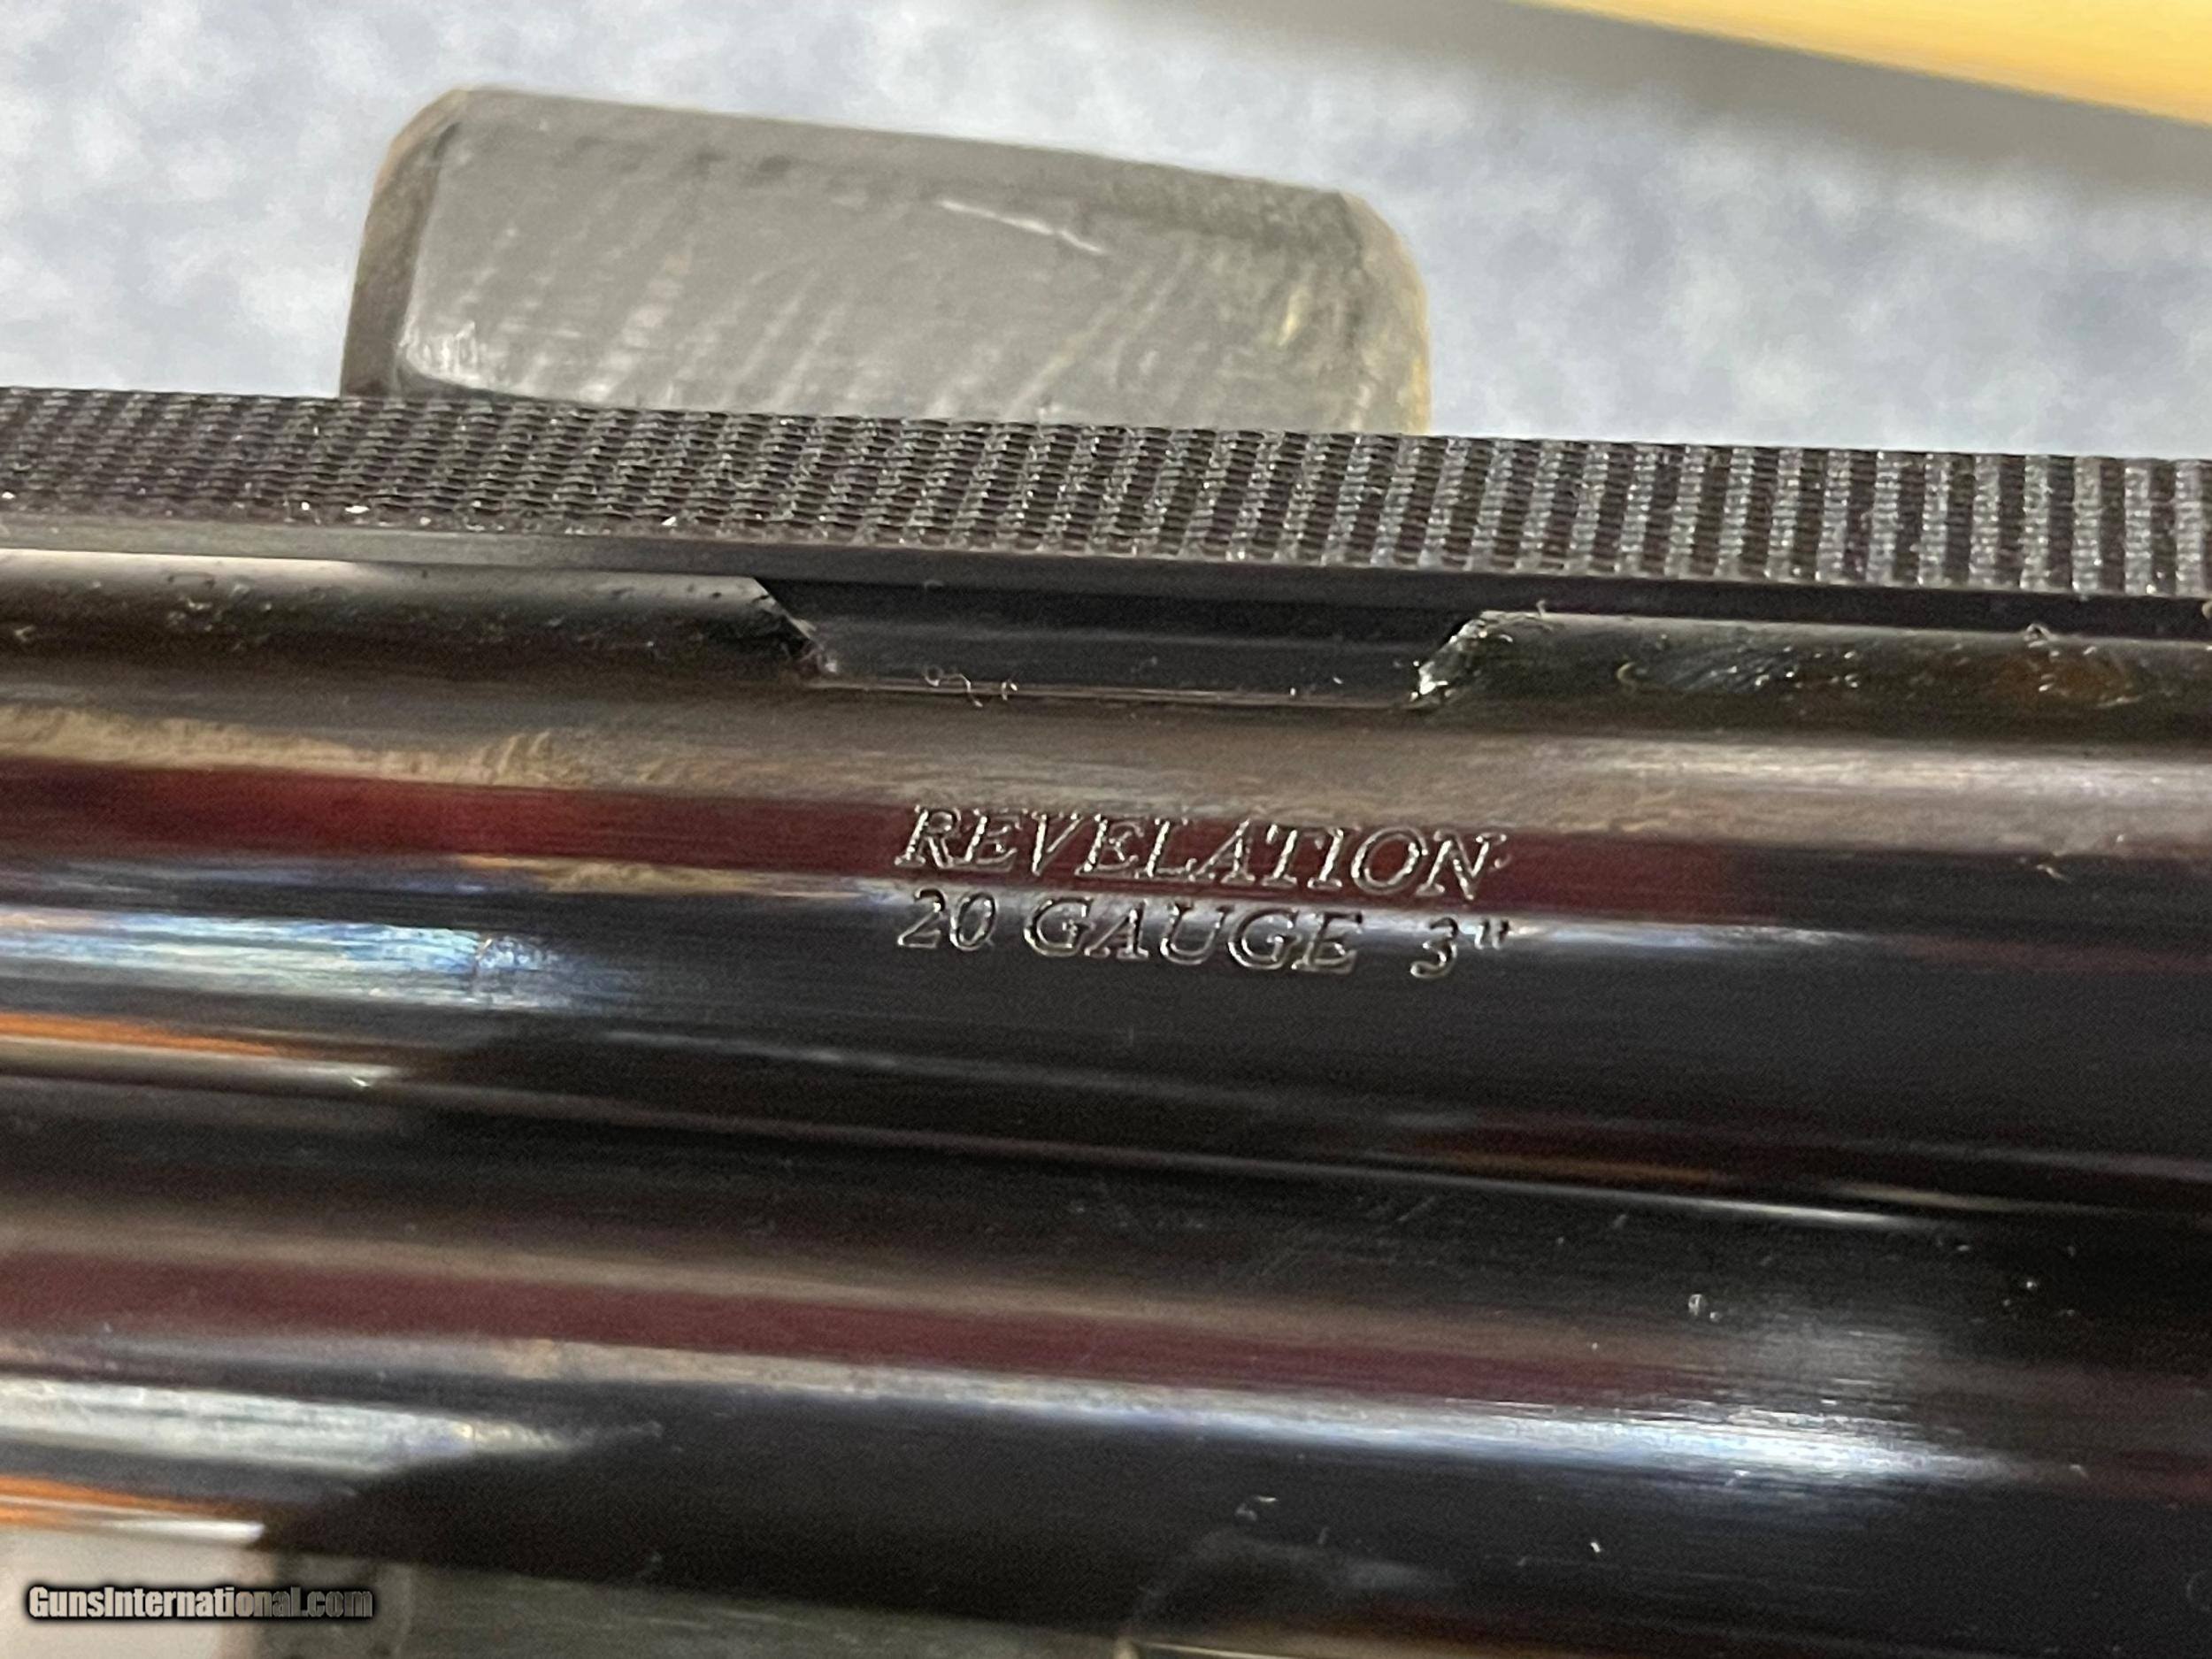 REVELATION
20 GAUGE 3"
GunsInternational.com